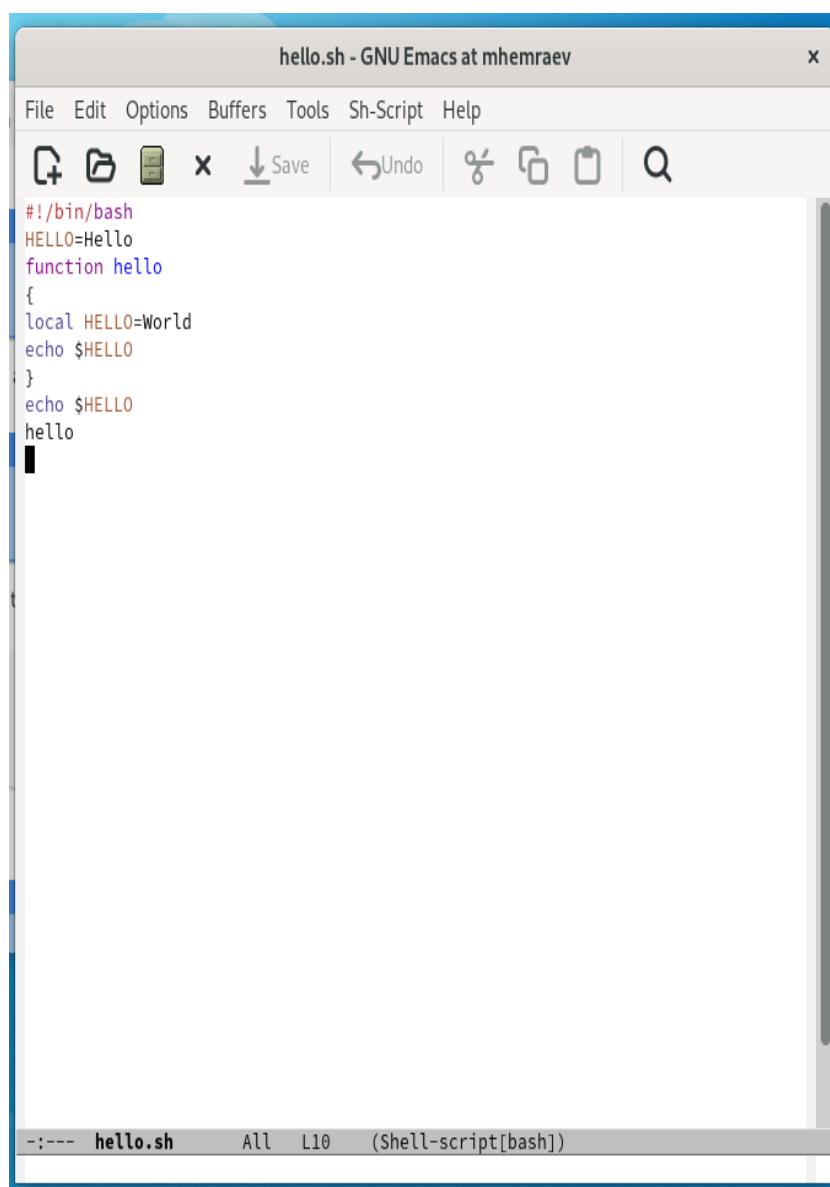 hello.sh - GNU Emacs at mhemraev
File Edit Options Buffers Tools Sh-Script Help
Save Undo
#!/bin/bash
HELLO=Hello
function hello
{
local HELLO=World
echo $HELLO
}
echo $HELLO
hello
-:--- hello.sh All L10 (Shell-script[bash])